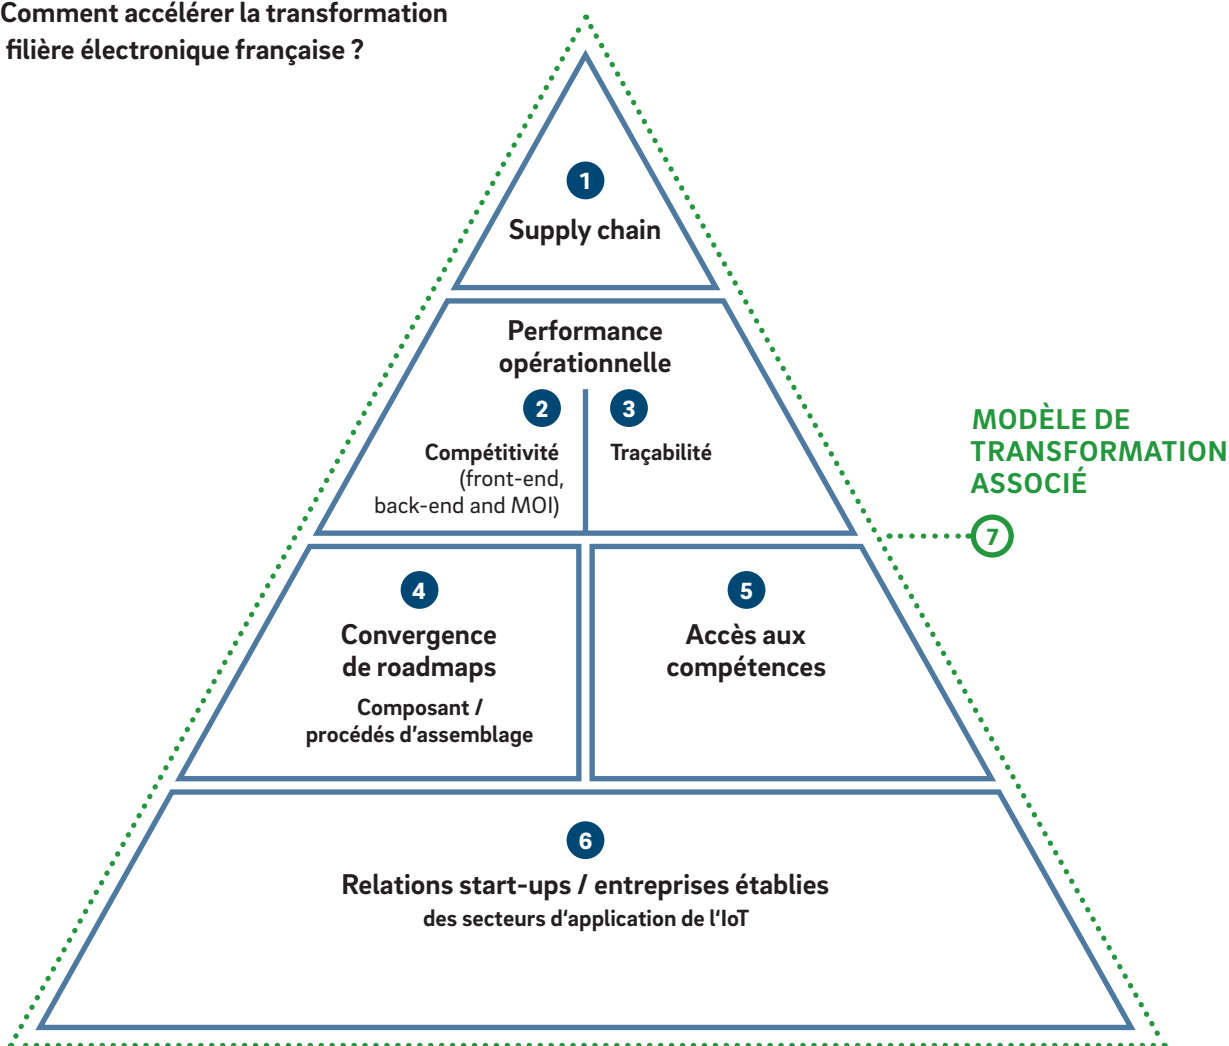 Comment accélérer la transformation
filière électronique française ?
1
Supply chain
Performance
opérationnelle
2
Compétitivité
(front-end,
back-end and MOI)
3
Traçabilité
MODÈLE DE
TRANSFORMATION
ASSOCIÉ
7
4
Convergence
de roadmaps
Composant /
procédés d’assemblage
5
Accès aux
compétences
6
Relations start-ups / entreprises établies
des secteurs d‘application de l‘IoT